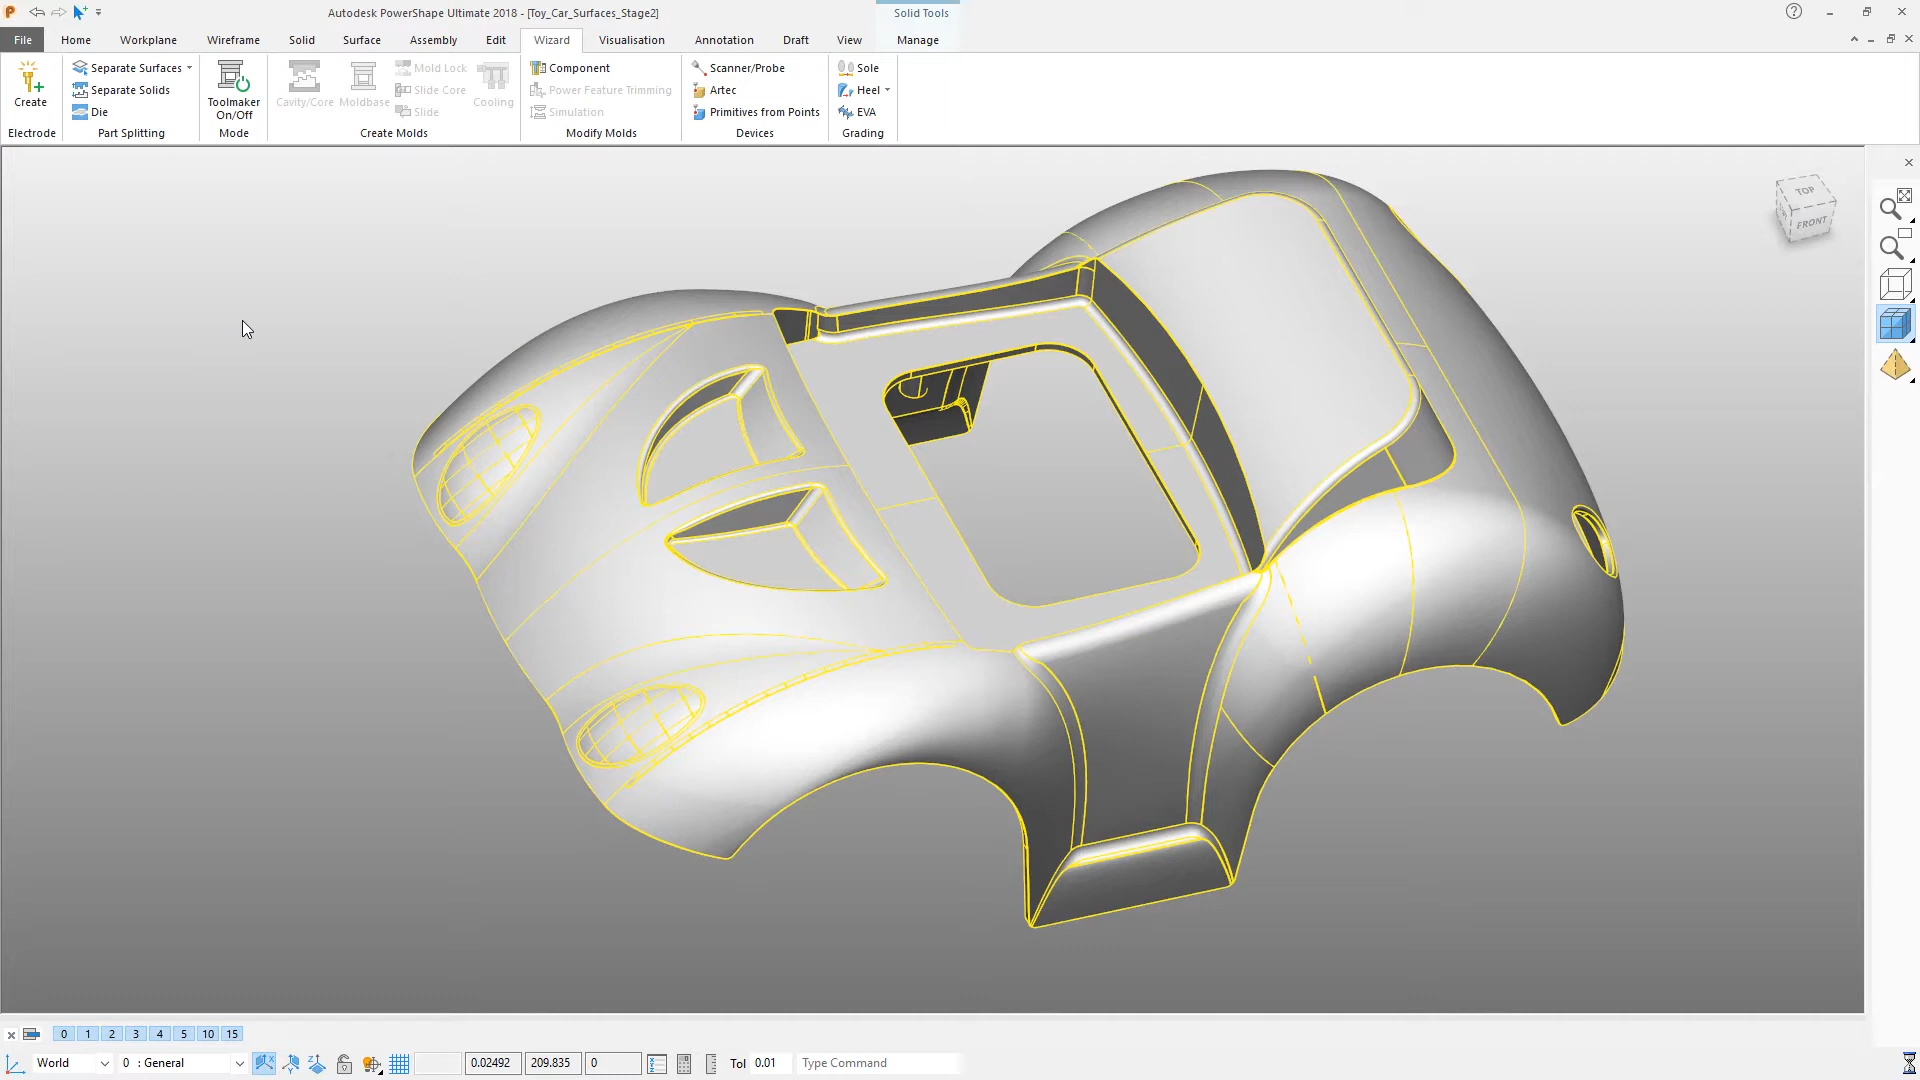 Autodesk PowerShape Ultimate 2018 - [Toy_Car_Surfaces_Stage2]
Solid Tools
File Home Workplane Wireframe Solid Surface Assembly Edit Wizard Visualisation Annotation Draft View Manage
Create
Electrode
Separate Surfaces
Separate Solids
Die
Part Splitting
Toolmaker
On/Off
Mode
Cavity/Core
Moldbase
Mold Lock
Slide Core
Slide
Cooling
Create Molds
Component
Power Feature Trimming
Simulation
Modify Molds
Scanner/Probe
Artec
Primitives from Points
Devices
Sole
Heel
EVA
Grading
TOP
FRONT
0 1 2 3 4 5 10 15
World 0 : General 0.02492 209.835 0 Tol 0.01 Type Command